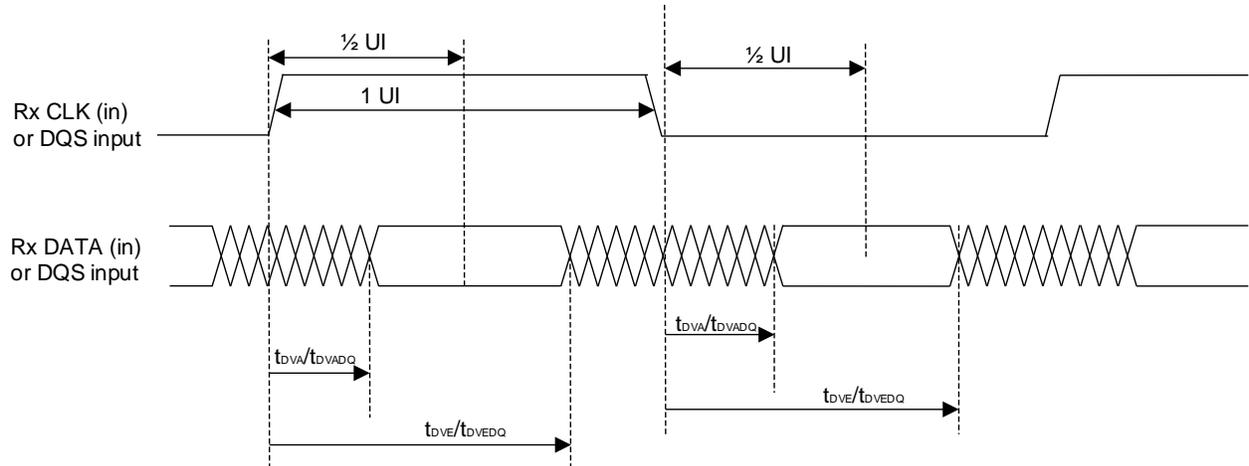 ½ UI
½ UI
1 UI
Rx CLK (in)
or DQS input
Rx DATA (in)
or DQS input
tDVA/tDVADQ
tDVA/tDVADQ
tDVE/tDVEDQ
tDVE/tDVEDQ